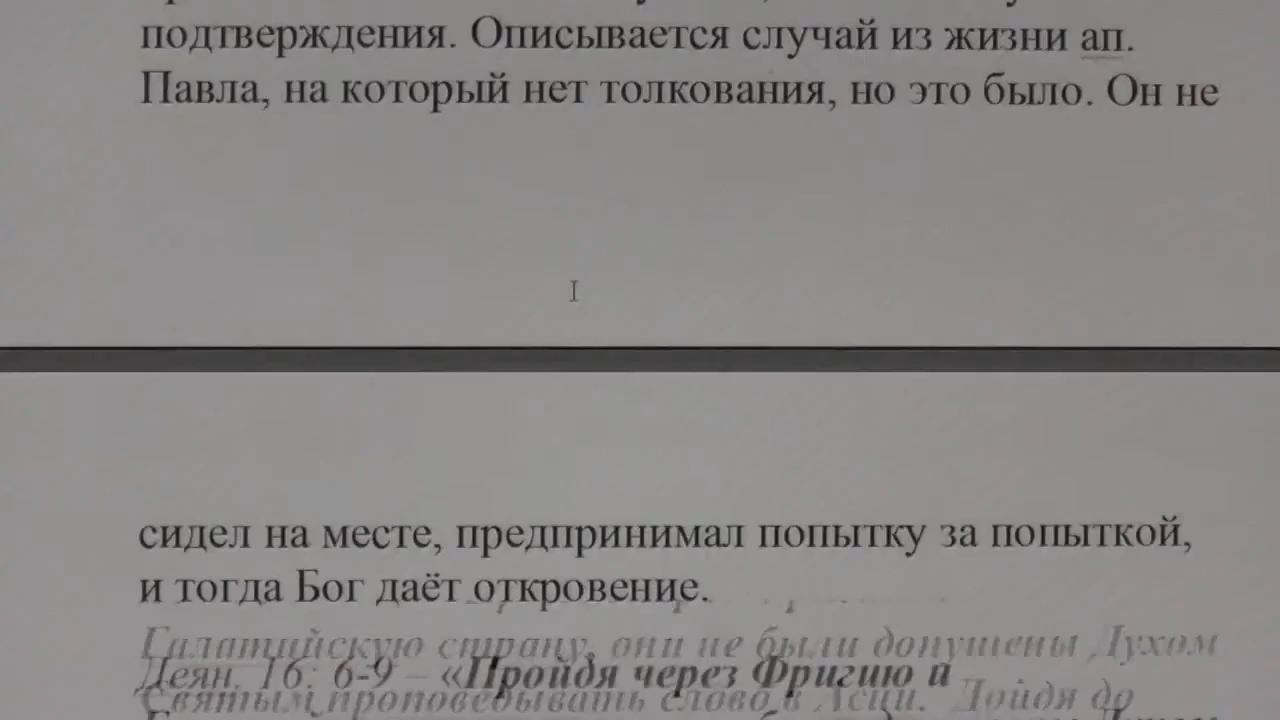 подтверждения. Описывается случай из жизни ап.
Павла, на который нет толкования, но это было. Он не
сидел на месте, предпринимал попытку за попыткой,
и тогда Бог даёт откровение.
Галатийскую страну, они не были допущены Духом
Деян. 16: 6-9 – «Пройдя через Фригию и
Святым проповедывать слово в Асии. Дойдя до